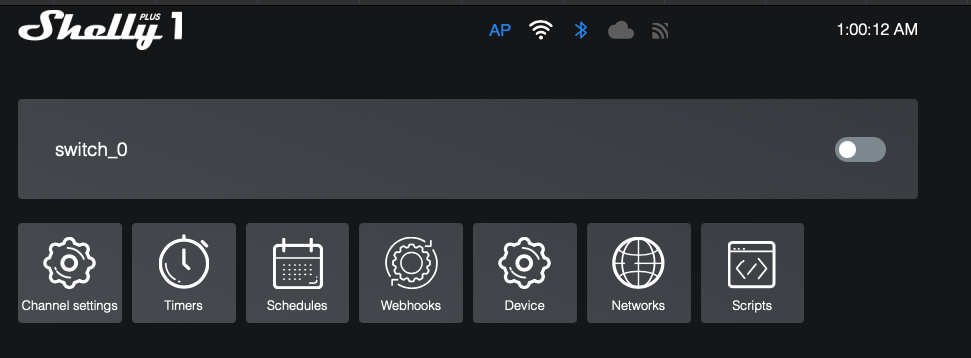 Shelly PLUS 1
AP
1:00:12 AM
switch_0
Channel settings
Timers
Schedules
Webhooks
Device
Networks
Scripts